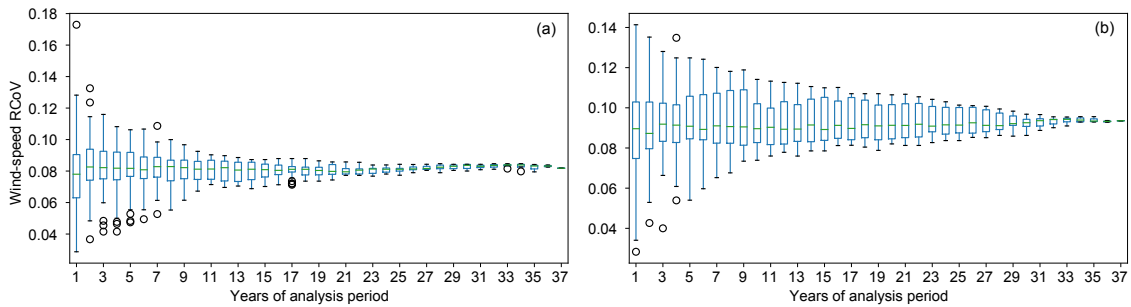 (a)
Wind-speed RCoV
0.18
0.16
0.14
0.12
0.10
0.08
0.06
0.04
1 3 5 7 9 11 13 15 17 19 21 23 25 27 29 31 33 35 37
Years of analysis period
(b)
0.14
0.12
0.10
0.08
0.06
0.04
1 3 5 7 9 11 13 15 17 19 21 23 25 27 29 31 33 35 37
Years of analysis period